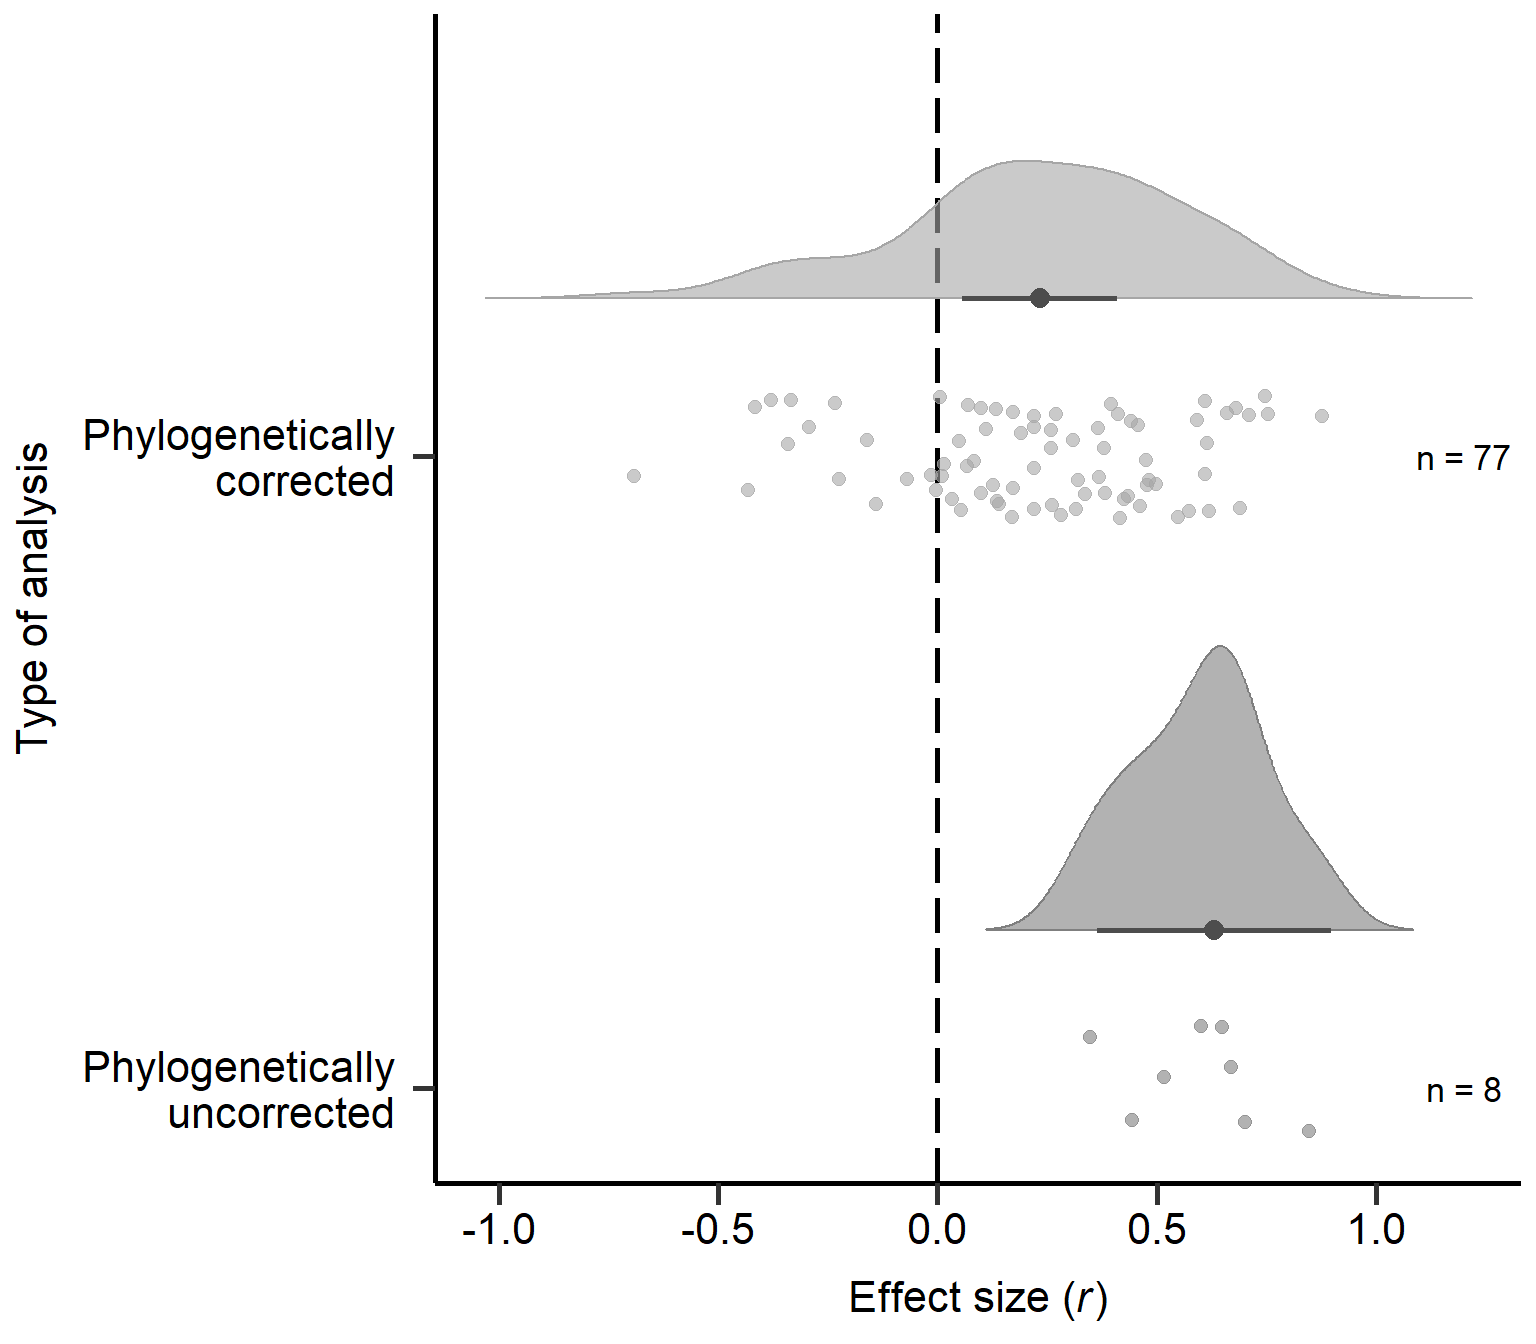 Type of analysis
Phylogenetically
corrected
n = 77
Phylogenetically
uncorrected
n = 8
-1.0 -0.5 0.0 0.5 1.0
Effect size (r)